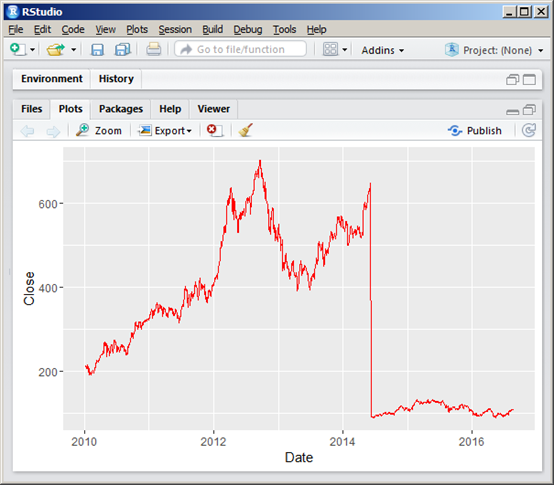 RStudio
File Edit Code View Plots Session Build Debug Tools Help
Go to file/function Addins Project: (None)
Environment History
Files Plots Packages Help Viewer
Zoom Export Publish
600
400
200
Close
2010 2012 2014 2016
Date